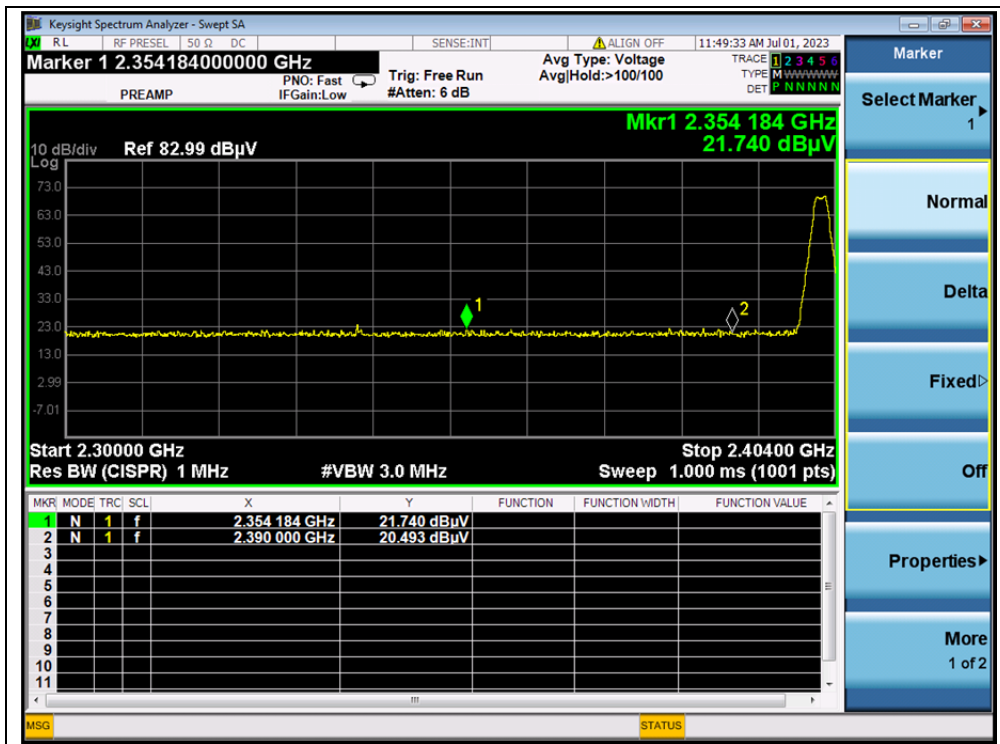 Keysight Spectrum Analyzer - Swept SA
LXI RL RF PRESEL 50 Ω DC SENSE:INT ALIGN OFF 11:49:33 AM Jul 01, 2023
Marker 1 2.354184000000 GHz
PREAMP
PNO: Fast
IFGain:Low
Trig: Free Run
#Atten: 6 dB
Avg Type: Voltage
Avg|Hold:>100/100
TRACE 1 2 3 4 5 6
TYPE M WWWWW
DET P N N N N N
Mkr1 2.354 184 GHz
21.740 dBµV
10 dB/div Ref 82.99 dBµV
Log
73.0
63.0
53.0
43.0
33.0
23.0
13.0
2.99
-7.01
1
2
Start 2.30000 GHz Stop 2.40400 GHz
Res BW (CISPR) 1 MHz #VBW 3.0 MHz Sweep 1.000 ms (1001 pts)
MKR MODE TRC SCL X Y FUNCTION FUNCTION WIDTH FUNCTION VALUE
1 N 1 f 2.354 184 GHz 21.740 dBµV
2 N 1 f 2.390 000 GHz 20.493 dBµV
3
4
5
6
7
8
9
10
11
MSG STATUS
Marker
Select Marker
1
Normal
Delta
Fixed
Off
Properties
More
1 of 2